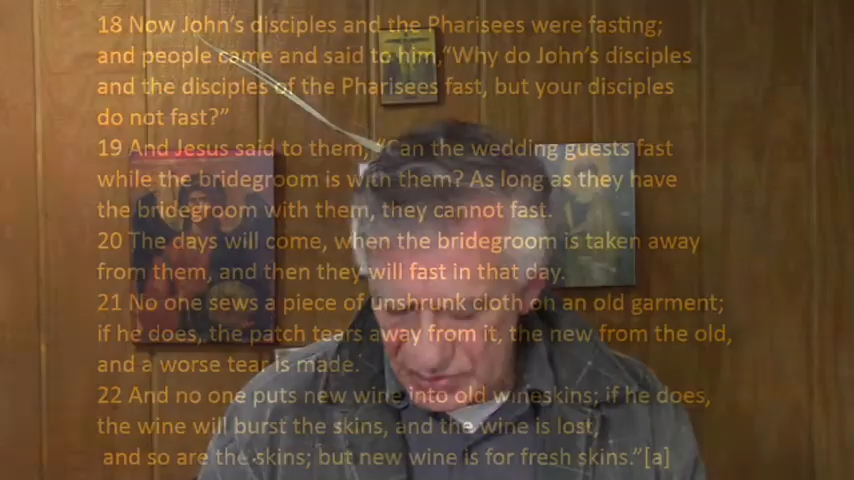 18 Now John's disciples and the Pharisees were fasting;
and people came and said to him,"Why do John's disciples
and the disciples of the Pharisees fast, but your disciples
do not fast?"
19 And Jesus said to them, "Can the wedding guests fast
while the bridegroom is with them? As long as they have
the bridegroom with them, they cannot fast.
20 The days will come, when the bridegroom is taken away
from them, and then they will fast in that day.
21 No one sews a piece of unshrunk cloth on an old garment;
if he does, the patch tears away from it, the new from the old,
and a worse tear is made.
22 And no one puts new wine into old wineskins; if he does,
the wine will burst the skins, and the wine is lost,
and so are the skins; but new wine is for fresh skins."[a]